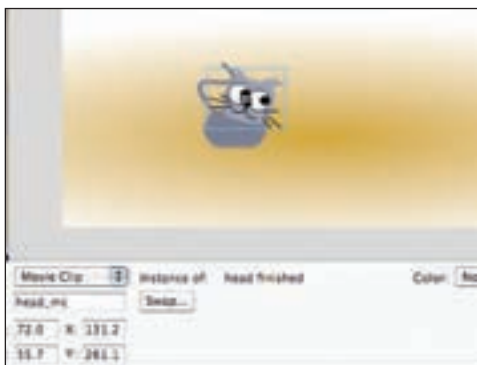 Movie Clip Instance of: head finished Color:
head_mc Swap...
72.0 X: 131.2
55.7 Y: 261.1